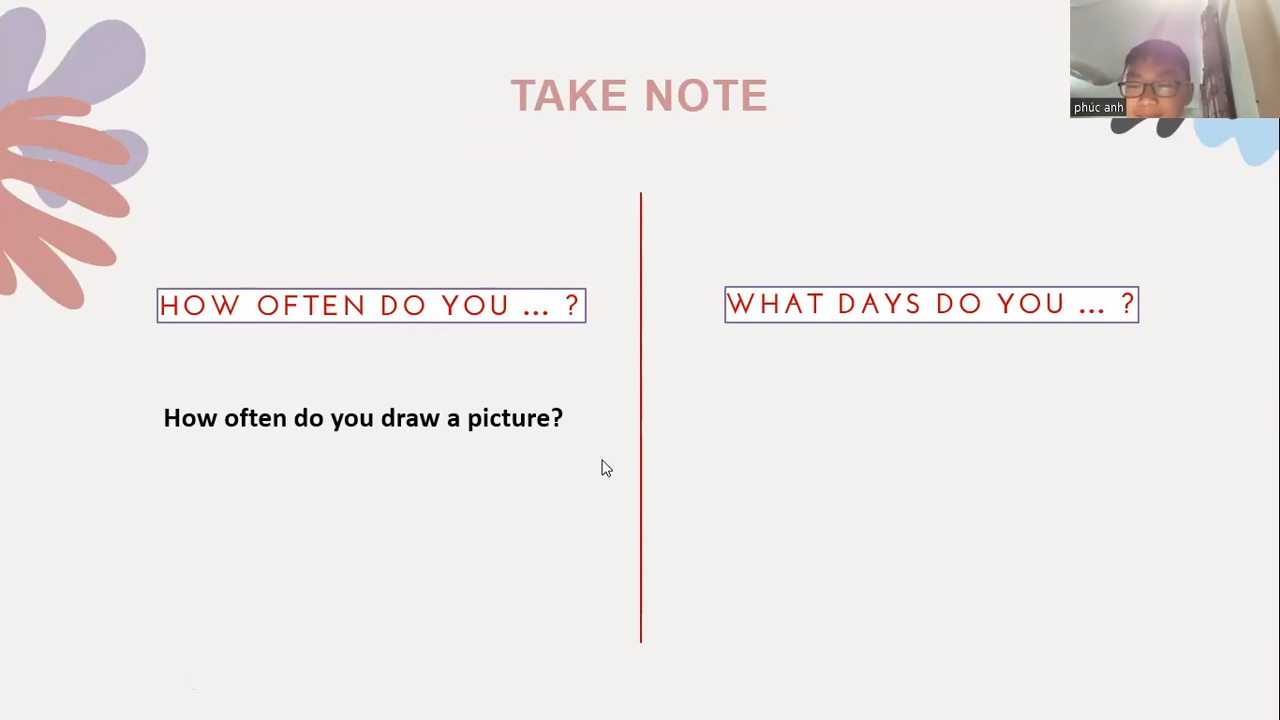 TAKE NOTE
phúc anh
HOW OFTEN DO YOU ... ?
WHAT DAYS DO YOU ... ?
How often do you draw a picture?